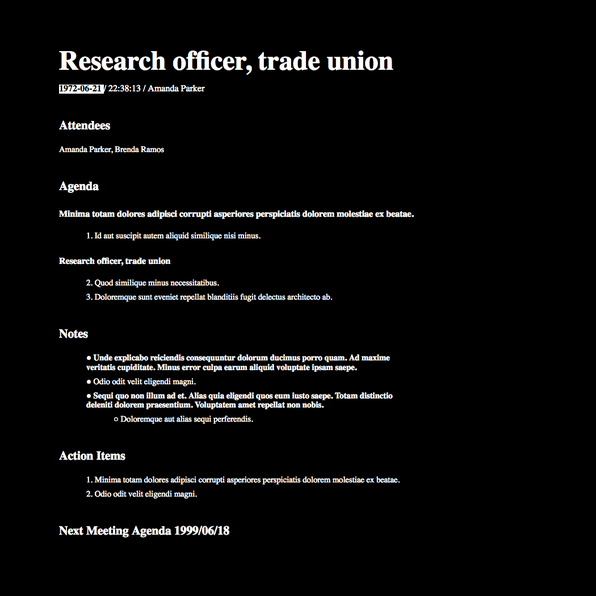 Research officer, trade union
1972-06-21 / 22:38:13 / Amanda Parker
Attendees
Amanda Parker, Brenda Ramos
Agenda
Minima totam dolores adipisci corrupti asperiores perspiciatis dolorem molestiae ex beatae.
1. Id aut suscipit autem aliquid similique nisi minus.
Research officer, trade union
2. Quod similique minus necessitatibus.
3. Doloremque sunt eveniet repellat blanditiis fugit delectus architecto ab.
Notes
● Unde explicabo reiciendis consequuntur dolorum ducimus porro quam. Ad maxime
veritatis cupiditate. Minus error culpa earum aliquid voluptate ipsam saepe.
● Odio odit velit eligendi magni.
● Sequi quo non illum ad et. Alias quia eligendi quos eum iusto saepe. Totam distinctio
deleniti dolorem praesentium. Voluptatem amet repellat non nobis.
○ Doloremque aut alias sequi perferendis.
Action Items
1. Minima totam dolores adipisci corrupti asperiores perspiciatis dolorem molestiae ex beatae.
2. Odio odit velit eligendi magni.
Next Meeting Agenda 1999/06/18